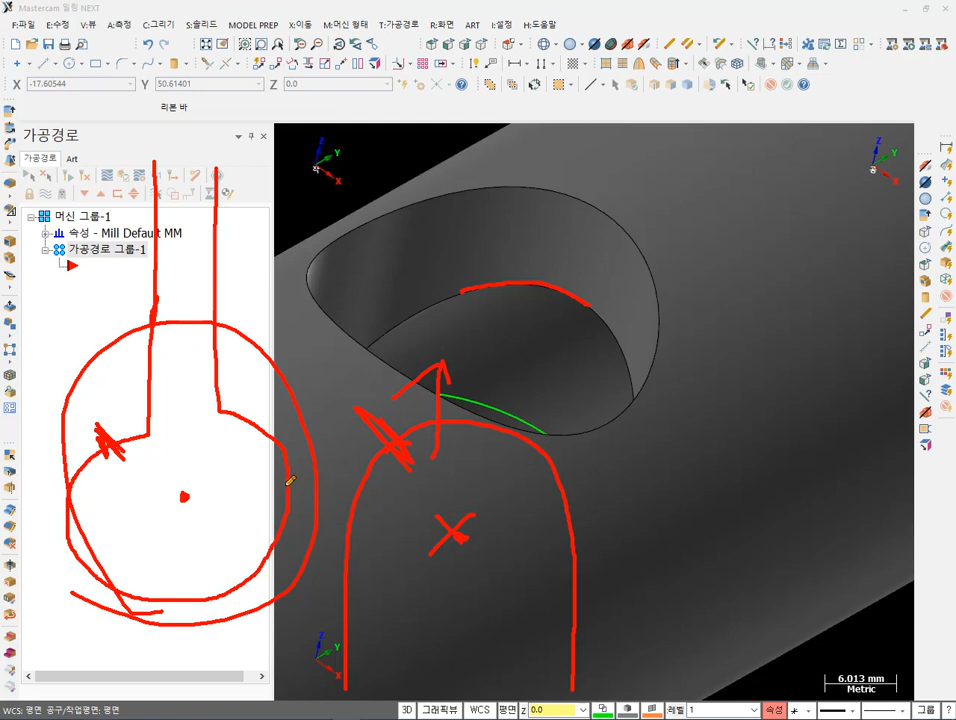 Mastercam 밀링 NEXT
F:파일 E:수정 V:뷰 A:측정 C:그리기 S:솔리드 MODEL PREP X:이동 M:머신 형태 T:가공경로 R:화면 ART I:설정 H:도움말
X -17.60544 Y 50.61401 Z 0.0
리본 바
가공경로
가공경로 Art
머신 그룹-1
속성 - Mill Default MM
가공경로 그룹-1
Z Y X
Z Y X
Z Y X
6.013 mm
Metric
WCS: 평면 공구/작업평면: 평면 3D 그래픽뷰 WCS 평면 Z 0.0 레벨 1 속성 그룹 ?